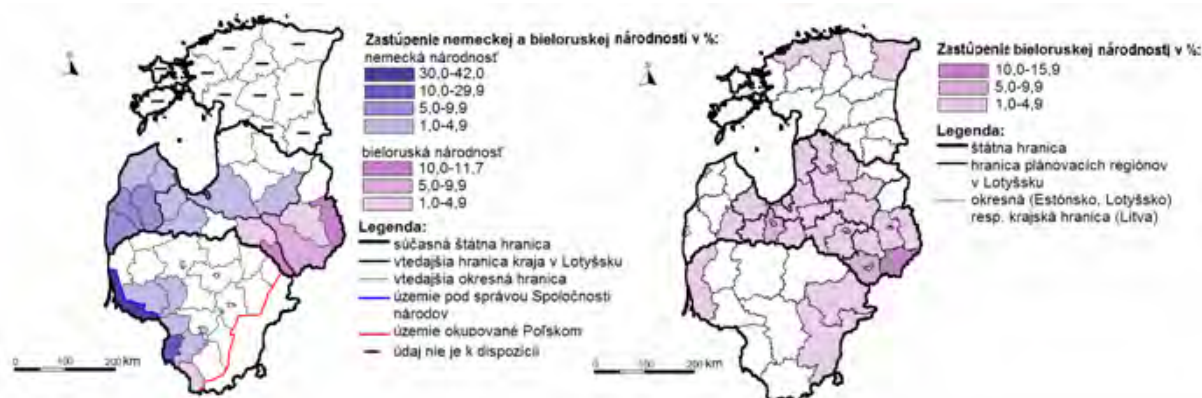 Zastúpenie nemeckej a bieloruskej národnosti v %:
nemecká národnosť
30,0-42,0
10,0-29,9
5,0-9,9
1,0-4,9
bieloruská národnosť
10,0-11,7
5,0-9,9
1,0-4,9
Legenda:
súčasná štátna hranica
vtedajšia hranica kraja v Lotyšsku
vtedajšia okresná hranica
územie pod správou Spoločnosti
národov
územie okupované Poľskom
údaj nie je k dispozícii
0 100 200 km
Zastúpenie bieloruskej národnosti v %:
10,0-15,9
5,0-9,9
1,0-4,9
Legenda:
štátna hranica
hranica plánovacích regiónov
v Lotyšsku
okresná (Estónsko, Lotyšsko)
resp. krajská hranica (Litva)
0 100 200 km